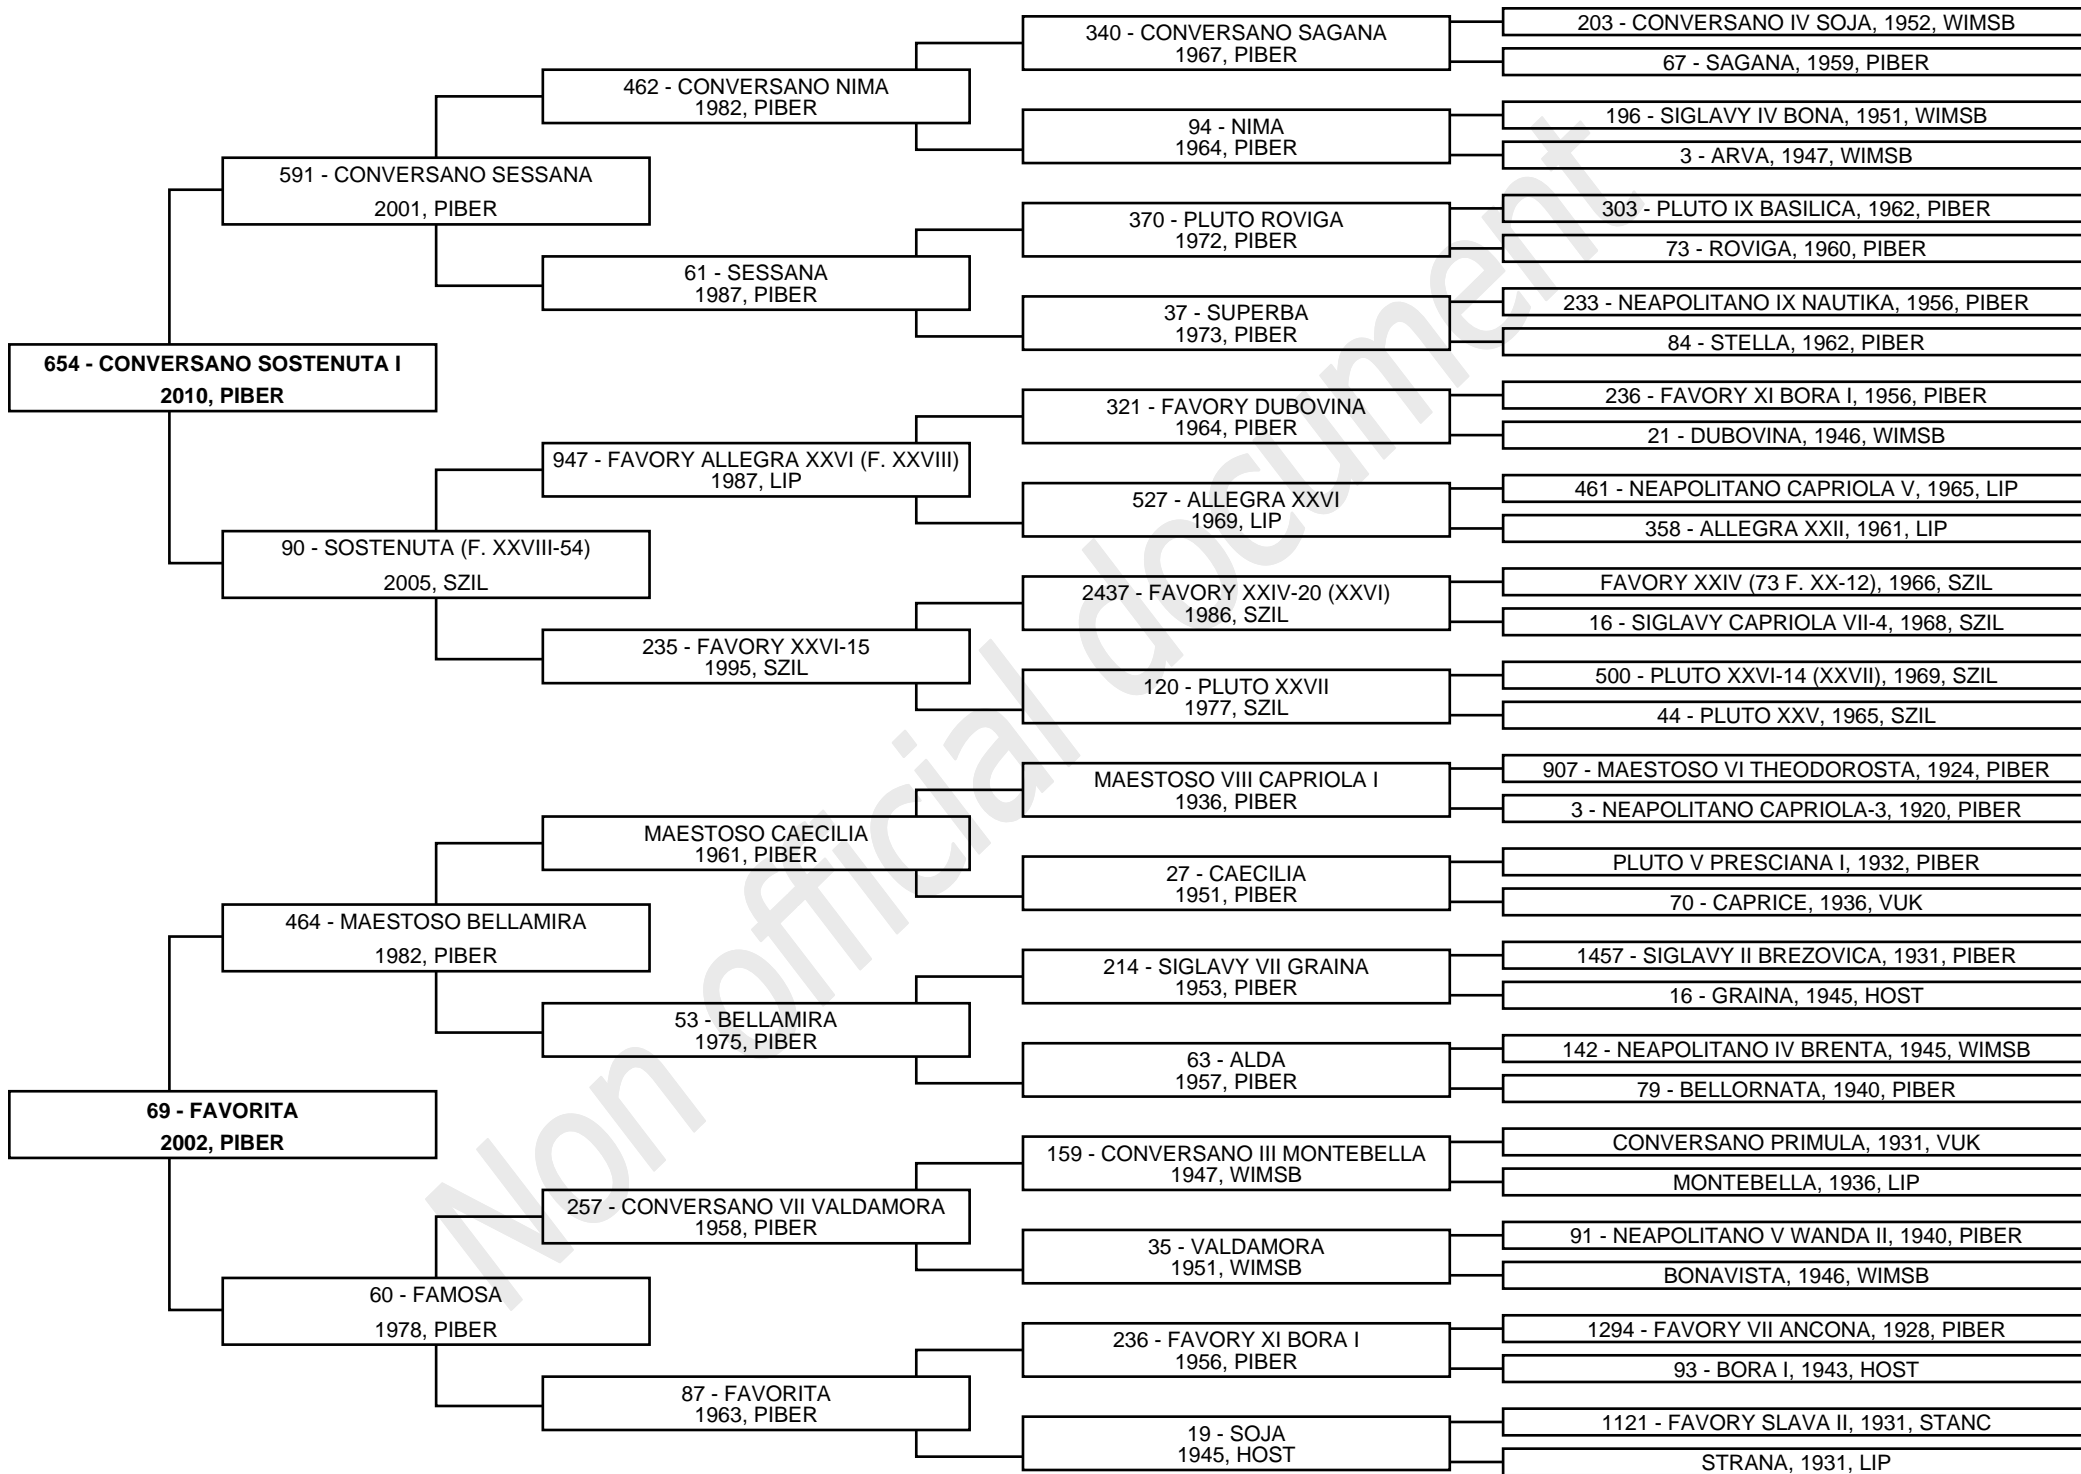 654 - CONVERSANO SOSTENUTA I
2010, PIBER
69 - FAVORITA
2002, PIBER
591 - CONVERSANO SESSANA
2001, PIBER
90 - SOSTENUTA (F. XXVIII-54)
2005, SZIL
464 - MAESTOSO BELLAMIRA
1982, PIBER
60 - FAMOSA
1978, PIBER
462 - CONVERSANO NIMA
1982, PIBER
61 - SESSANA
1987, PIBER
947 - FAVORY ALLEGRA XXVI (F. XXVIII)
1987, LIP
235 - FAVORY XXVI-15
1995, SZIL
MAESTOSO CAECILIA
1961, PIBER
53 - BELLAMIRA
1975, PIBER
257 - CONVERSANO VII VALDAMORA
1958, PIBER
87 - FAVORITA
1963, PIBER
340 - CONVERSANO SAGANA
1967, PIBER
94 - NIMA
1964, PIBER
370 - PLUTO ROVIGA
1972, PIBER
37 - SUPERBA
1973, PIBER
321 - FAVORY DUBOVINA
1964, PIBER
527 - ALLEGRA XXVI
1969, LIP
2437 - FAVORY XXIV-20 (XXVI)
1986, SZIL
120 - PLUTO XXVII
1977, SZIL
MAESTOSO VIII CAPRIOLA I
1936, PIBER
27 - CAECILIA
1951, PIBER
214 - SIGLAVY VII GRAINA
1953, PIBER
63 - ALDA
1957, PIBER
159 - CONVERSANO III MONTEBELLA
1947, WIMSB
35 - VALDAMORA
1951, WIMSB
236 - FAVORY XI BORA I
1956, PIBER
19 - SOJA
1945, HOST
203 - CONVERSANO IV SOJA, 1952, WIMSB
67 - SAGANA, 1959, PIBER
196 - SIGLAVY IV BONA, 1951, WIMSB
3 - ARVA, 1947, WIMSB
303 - PLUTO IX BASILICA, 1962, PIBER
73 - ROVIGA, 1960, PIBER
233 - NEAPOLITANO IX NAUTIKA, 1956, PIBER
84 - STELLA, 1962, PIBER
236 - FAVORY XI BORA I, 1956, PIBER
21 - DUBOVINA, 1946, WIMSB
461 - NEAPOLITANO CAPRIOLA V, 1965, LIP
358 - ALLEGRA XXII, 1961, LIP
FAVORY XXIV (73 F. XX-12), 1966, SZIL
16 - SIGLAVY CAPRIOLA VII-4, 1968, SZIL
500 - PLUTO XXVI-14 (XXVII), 1969, SZIL
44 - PLUTO XXV, 1965, SZIL
907 - MAESTOSO VI THEODOROSTA, 1924, PIBER
3 - NEAPOLITANO CAPRIOLA-3, 1920, PIBER
PLUTO V PRESCIANA I, 1932, PIBER
70 - CAPRICE, 1936, VUK
1457 - SIGLAVY II BREZOVICA, 1931, PIBER
16 - GRAINA, 1945, HOST
142 - NEAPOLITANO IV BRENTA, 1945, WIMSB
79 - BELLORNATA, 1940, PIBER
CONVERSANO PRIMULA, 1931, VUK
MONTEBELLA, 1936, LIP
91 - NEAPOLITANO V WANDA II, 1940, PIBER
BONAVISTA, 1946, WIMSB
1294 - FAVORY VII ANCONA, 1928, PIBER
93 - BORA I, 1943, HOST
1121 - FAVORY SLAVA II, 1931, STANC
STRANA, 1931, LIP
Non official document